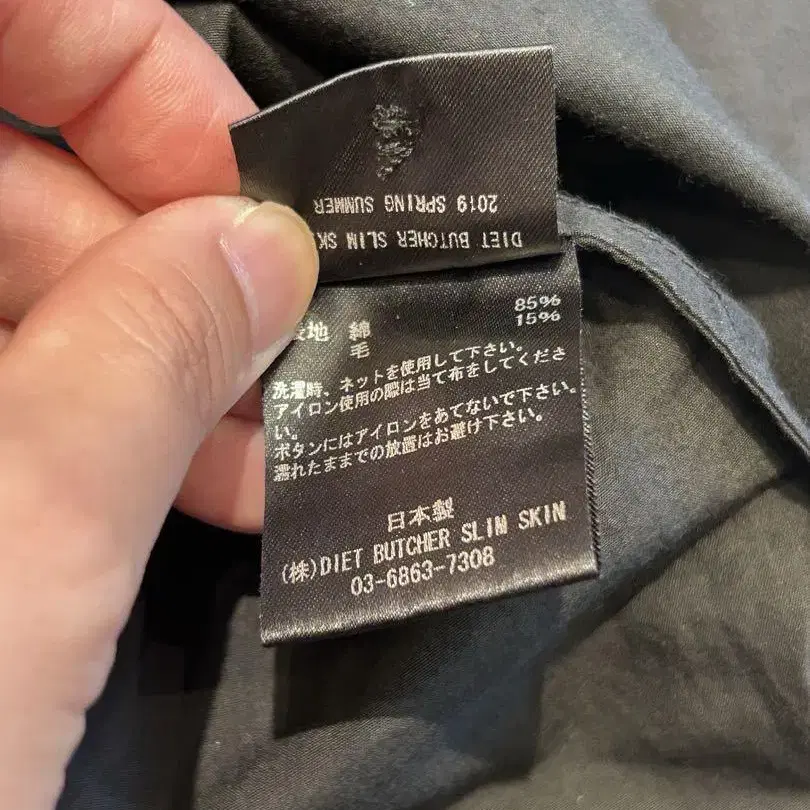 2019 SPRING SUMMER
DIET BUTCHER SLIM SK
表地 綿 85%
毛 15%
洗濯時、ネットを使用して下さい。
アイロン使用の際は当て布をしてくださ
い。
ボタンにはアイロンをあてないで下さい。
濡れたままでの放置はお避け下さい。
日本製
(株)DIET BUTCHER SLIM SKIN
03-6863-7308